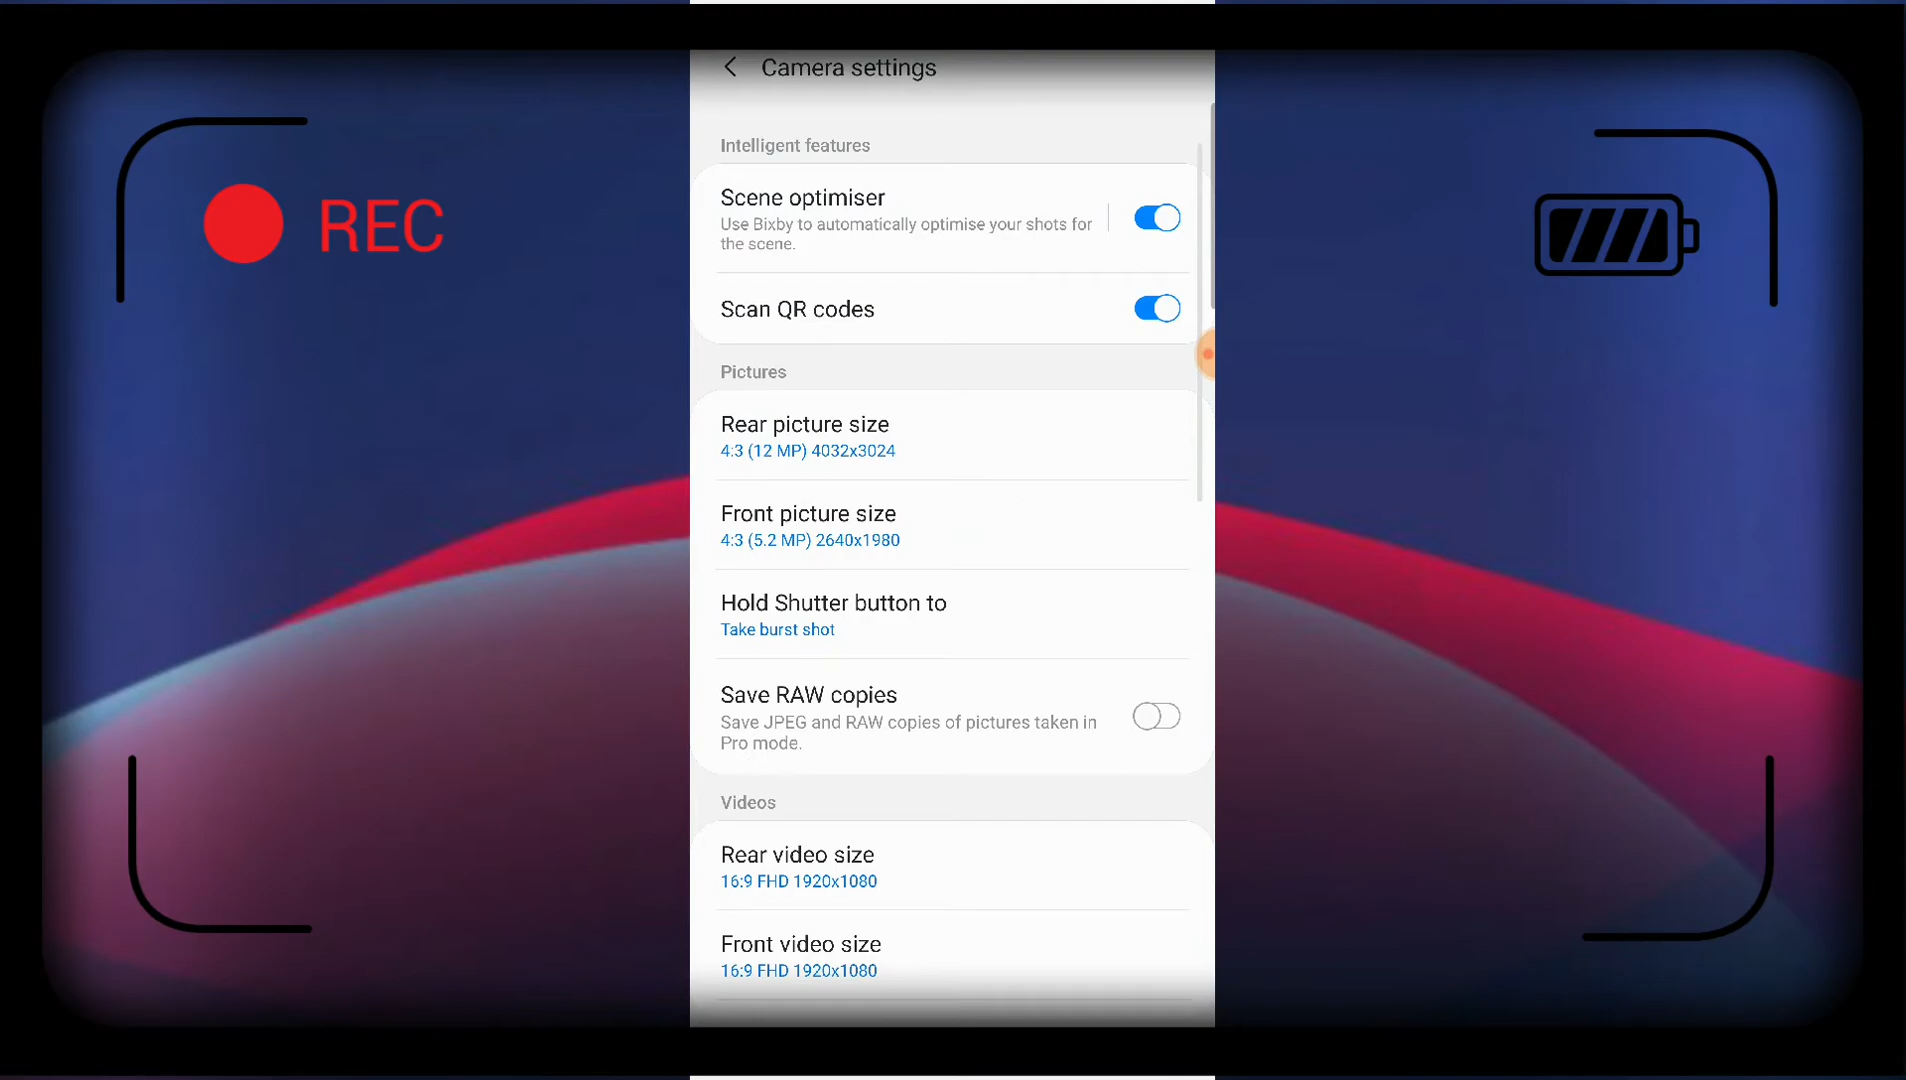 Camera settings
REC
Intelligent features
Scene optimiser
Use Bixby to automatically optimise your shots for
the scene.
Scan QR codes
Pictures
Rear picture size
4:3 (12 MP) 4032x3024
Front picture size
4:3 (5.2 MP) 2640x1980
Hold Shutter button to
Take burst shot
Save RAW copies
Save JPEG and RAW copies of pictures taken in
Pro mode.
Videos
Rear video size
16:9 FHD 1920x1080
Front video size
16:9 FHD 1920x1080